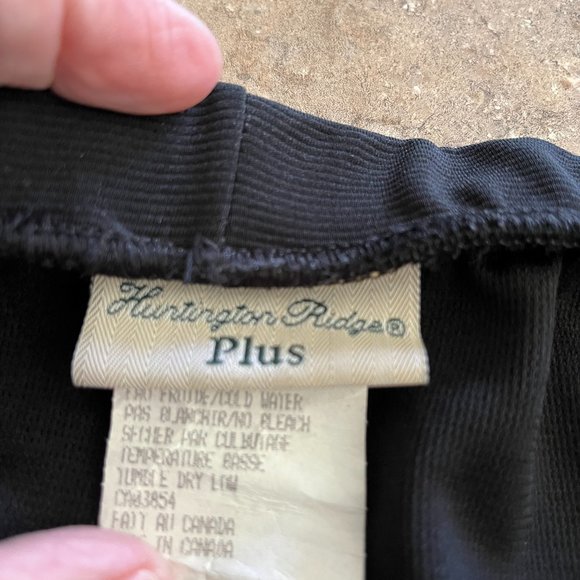 Huntington Ridge®
Plus
EAU FROIDE/COLD WATER
PAS BLANCHIR/NO BLEACH
SECHER PAR CULBUTAGE
TEMPERATURE BASSE
TUMBLE DRY LOW
CA03854
FAIT AU CANADA
IN CANADA